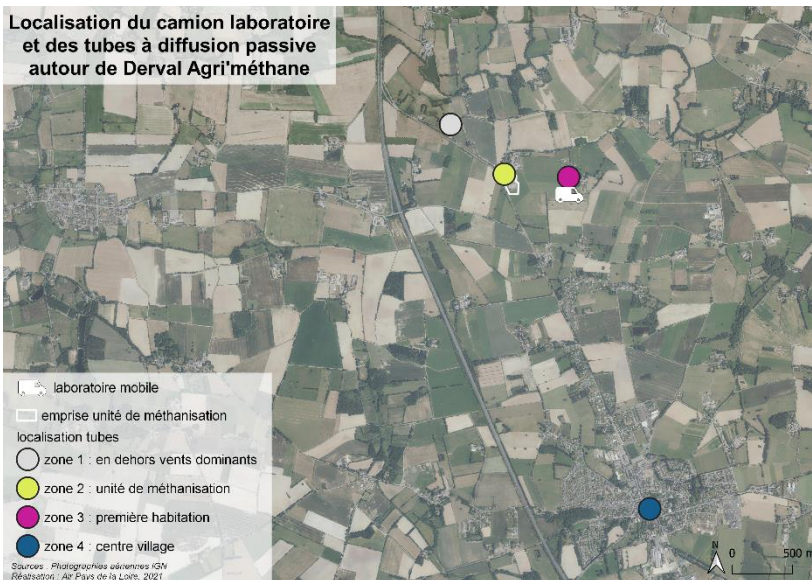 Localisation du camion laboratoire
et des tubes à diffusion passive
autour de Derval Agri'méthane
laboratoire mobile
emprise unité de méthanisation
localisation tubes
zone 1 : en dehors vents dominants
zone 2 : unité de méthanisation
zone 3 : première habitation
zone 4 : centre village
Sources : Photographies aériennes IGN
Réalisation : Air Pays de la Loire, 2021
N
0 500 m